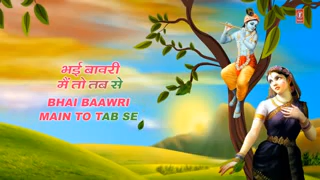 भई बावरी
मैं तो तब से
BHAI BAAWRI
MAIN TO TAB SE
T